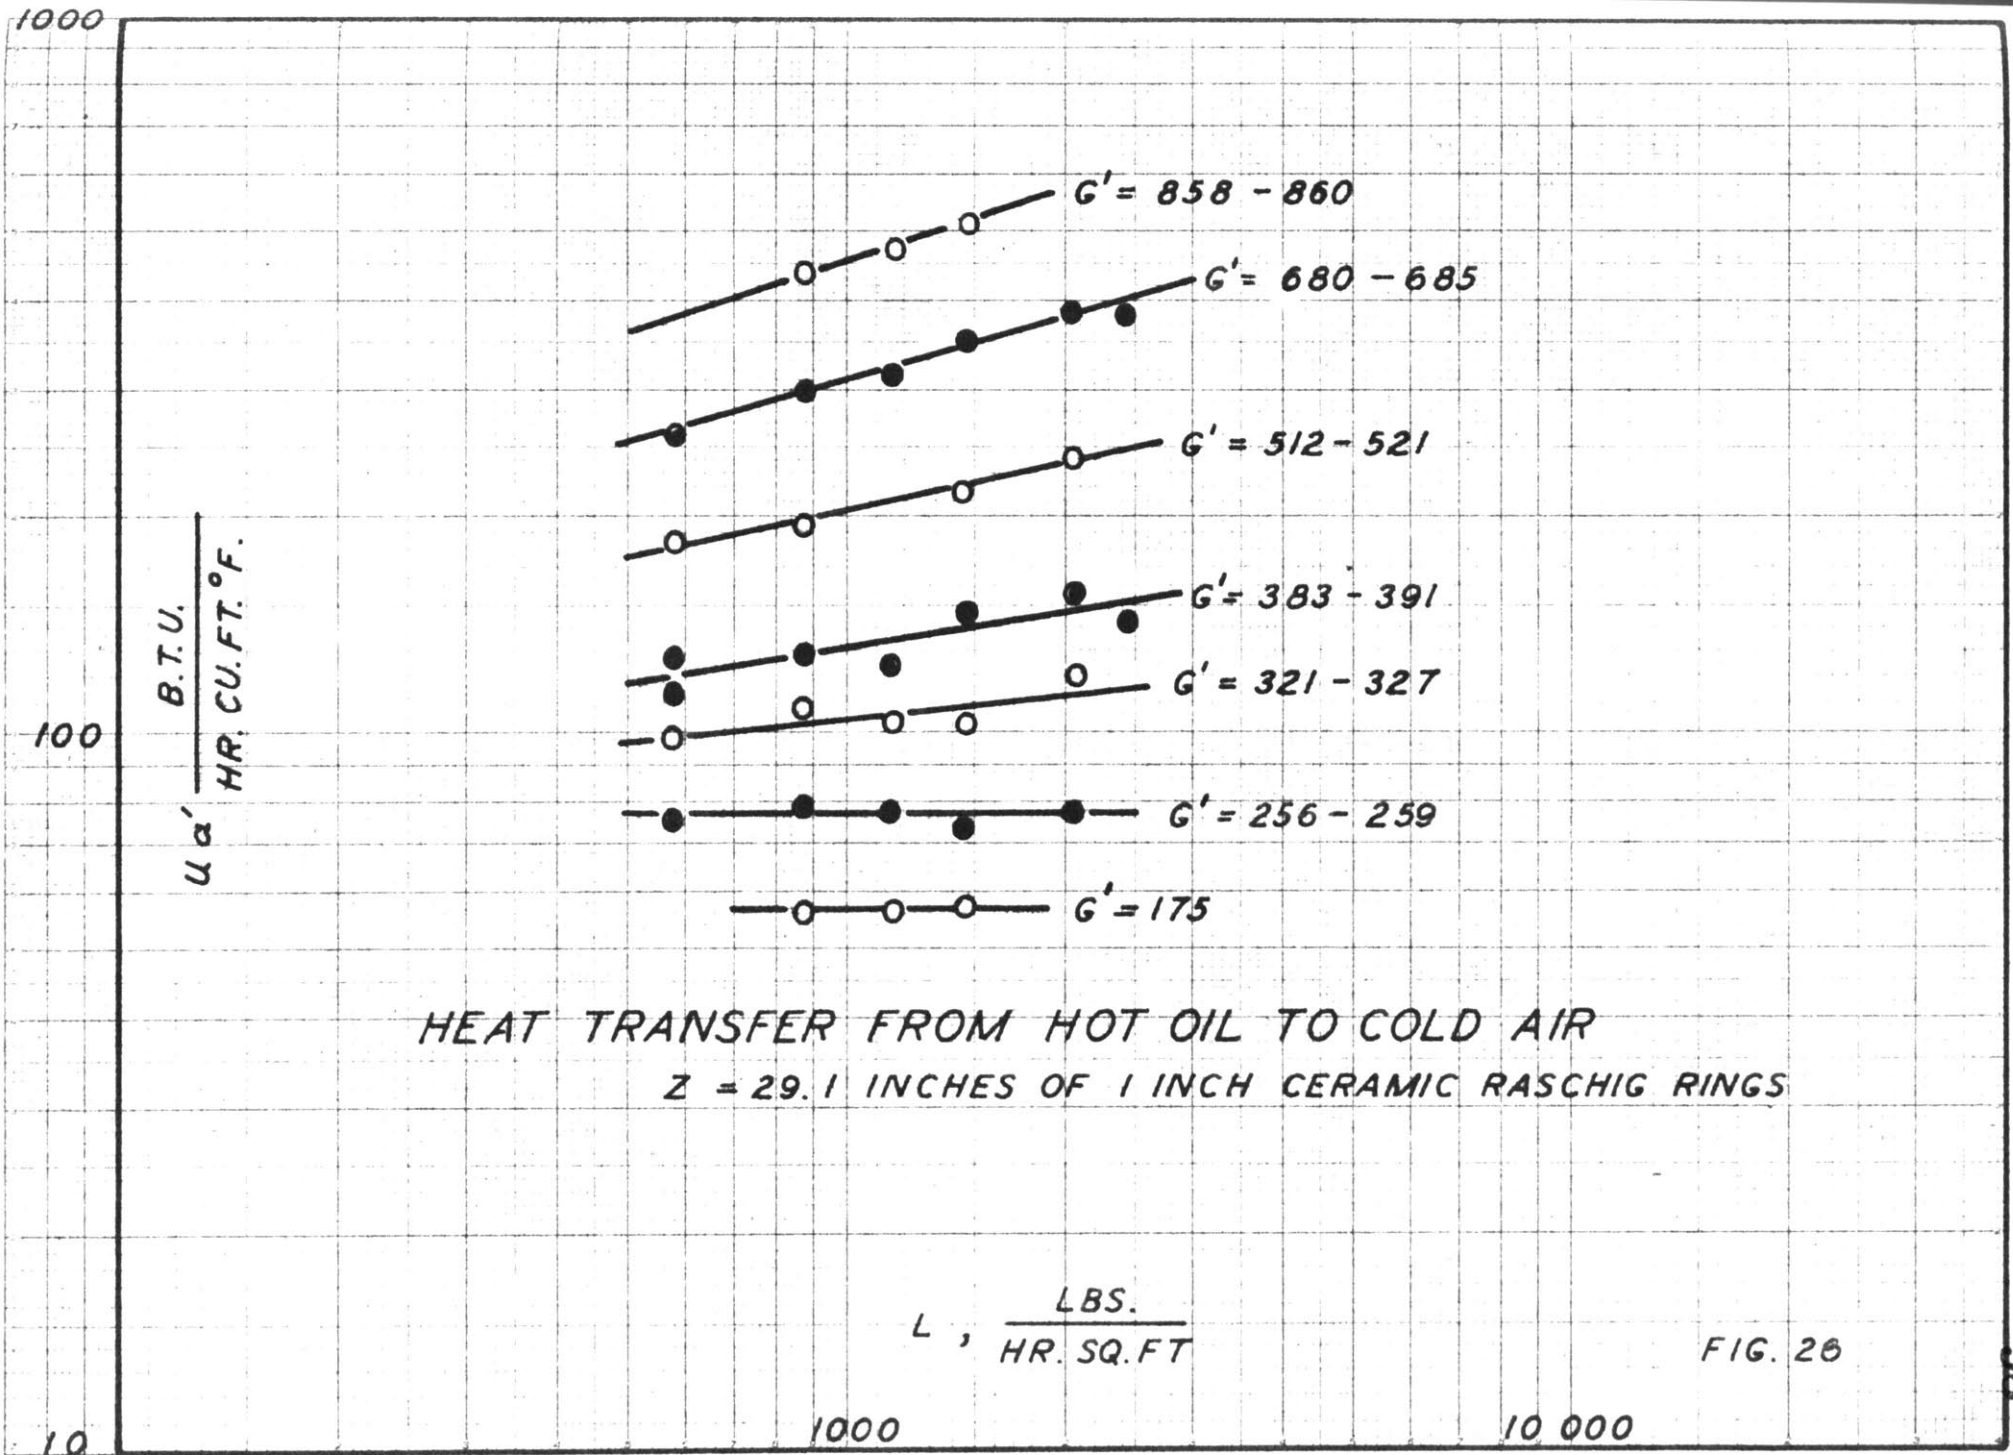 1000
G' = 858 - 860
G' = 680 - 685
G' = 512 - 521
G' = 383 - 391
G' = 321 - 327
G' = 256 - 259
G' = 175
100
U a' B.T.U.
HR. CU. FT. °F.
HEAT TRANSFER FROM HOT OIL TO COLD AIR
Z = 29.1 INCHES OF 1 INCH CERAMIC RASCHIG RINGS
L , LBS.
HR. SQ. FT
FIG. 26
10
1000
10 000